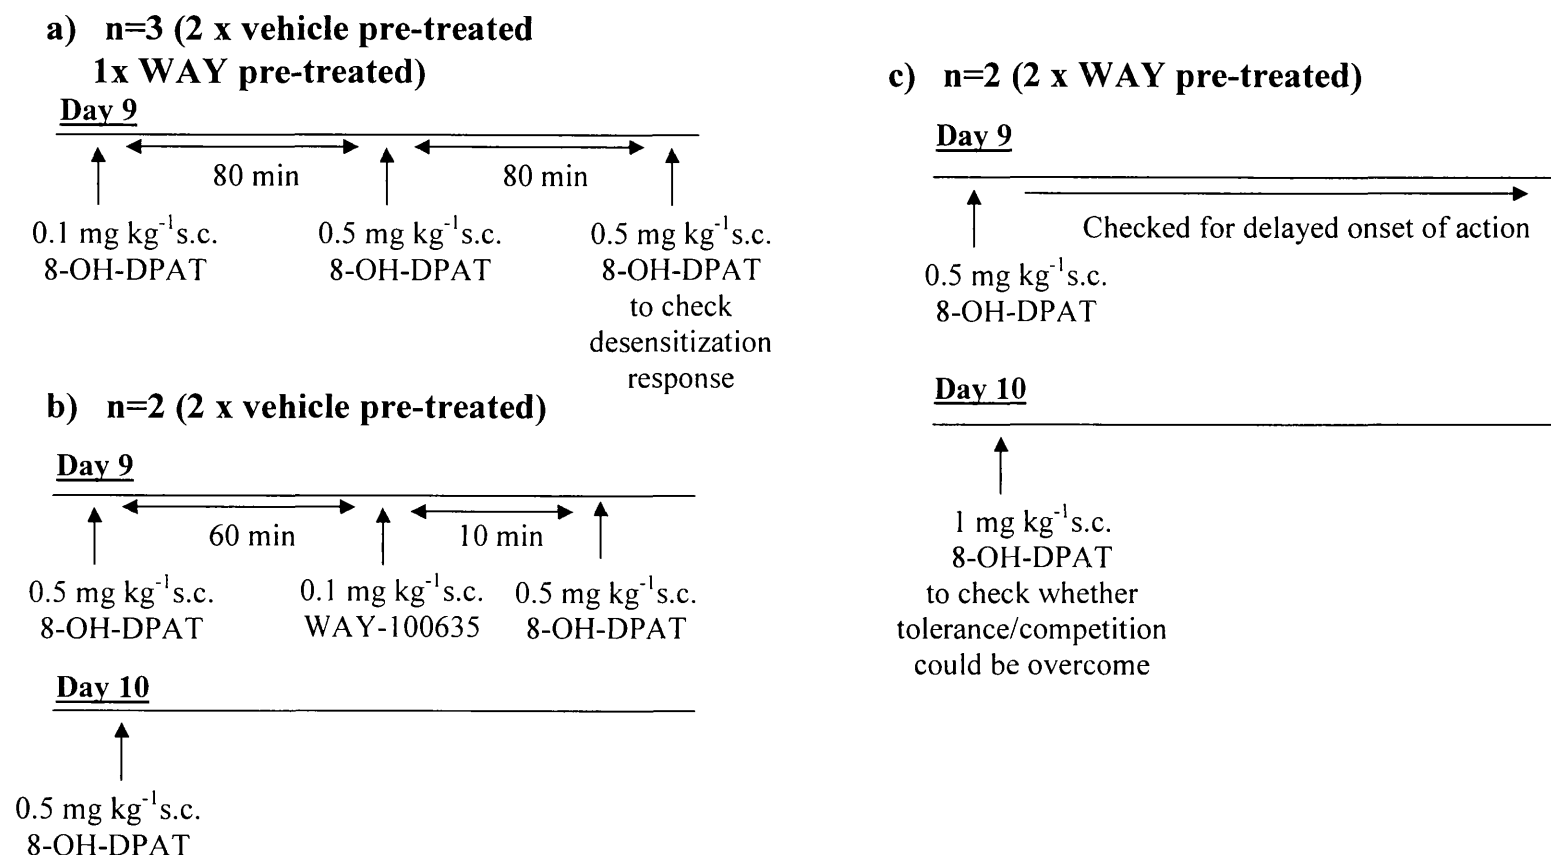 a) n=3 (2 x vehicle pre-treated
1x WAY pre-treated)
Day 9
80 min
80 min
0.1 mg kg⁻¹s.c.
8-OH-DPAT
0.5 mg kg⁻¹s.c.
8-OH-DPAT
0.5 mg kg⁻¹s.c.
8-OH-DPAT
to check
desensitization
response
b) n=2 (2 x vehicle pre-treated)
Day 9
60 min
10 min
0.5 mg kg⁻¹s.c.
8-OH-DPAT
0.1 mg kg⁻¹s.c.
WAY-100635
0.5 mg kg⁻¹s.c.
8-OH-DPAT
Day 10
0.5 mg kg⁻¹s.c.
8-OH-DPAT
c) n=2 (2 x WAY pre-treated)
Day 9
Checked for delayed onset of action
0.5 mg kg⁻¹s.c.
8-OH-DPAT
Day 10
1 mg kg⁻¹s.c.
8-OH-DPAT
to check whether
tolerance/competition
could be overcome